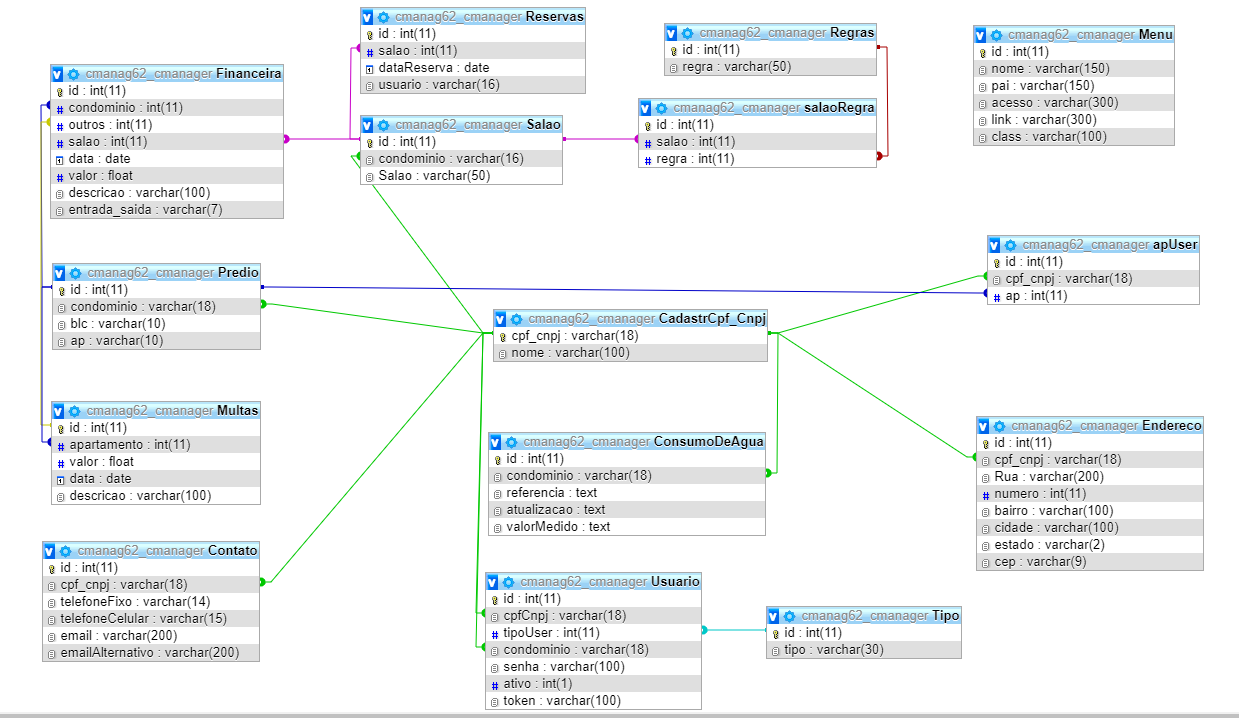 cmanag62_cmanager Reservas
id : int(11)
salao : int(11)
dataReserva : date
usuario : varchar(16)
cmanag62_cmanager Regras
id : int(11)
regra : varchar(50)
cmanag62_cmanager Menu
id : int(11)
nome : varchar(150)
pai : varchar(150)
acesso : varchar(300)
link : varchar(300)
class : varchar(100)
cmanag62_cmanager Financeira
id : int(11)
condominio : int(11)
outros : int(11)
salao : int(11)
data : date
valor : float
descricao : varchar(100)
entrada_saida : varchar(7)
cmanag62_cmanager Salao
id : int(11)
condominio : varchar(16)
Salao : varchar(50)
cmanag62_cmanager salaoRegra
id : int(11)
salao : int(11)
regra : int(11)
cmanag62_cmanager apUser
id : int(11)
cpf_cnpj : varchar(18)
ap : int(11)
cmanag62_cmanager Predio
id : int(11)
condominio : varchar(18)
blc : varchar(10)
ap : varchar(10)
cmanag62_cmanager CadastrCpf_Cnpj
cpf_cnpj : varchar(18)
nome : varchar(100)
cmanag62_cmanager Multas
id : int(11)
apartamento : int(11)
valor : float
data : date
descricao : varchar(100)
cmanag62_cmanager ConsumoDeAgua
id : int(11)
condominio : varchar(18)
referencia : text
atualizacao : text
valorMedido : text
cmanag62_cmanager Endereco
id : int(11)
cpf_cnpj : varchar(18)
Rua : varchar(200)
numero : int(11)
bairro : varchar(100)
cidade : varchar(100)
estado : varchar(2)
cep : varchar(9)
cmanag62_cmanager Contato
id : int(11)
cpf_cnpj : varchar(18)
telefoneFixo : varchar(14)
telefoneCelular : varchar(15)
email : varchar(200)
emailAlternativo : varchar(200)
cmanag62_cmanager Usuario
id : int(11)
cpfCnpj : varchar(18)
tipoUser : int(11)
condominio : varchar(18)
senha : varchar(100)
ativo : int(1)
token : varchar(100)
cmanag62_cmanager Tipo
id : int(11)
tipo : varchar(30)